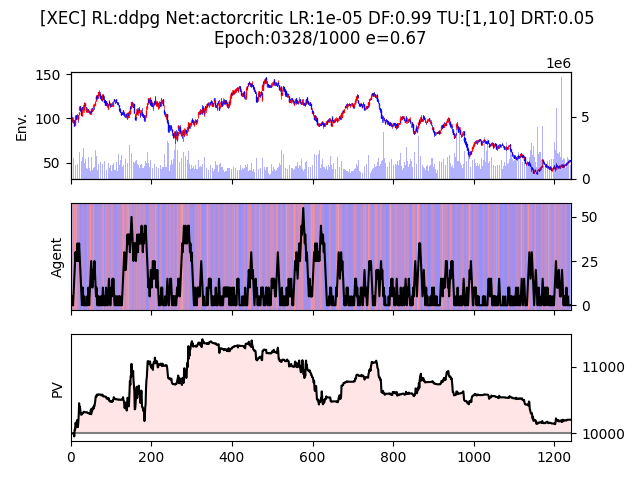 [XEC] RL:ddpg Net:actorcritic LR:1e-05 DF:0.99 TU:[1,10] DRT:0.05
Epoch:0328/1000 e=0.67
1e6
150
100
50
Env.
5
0
Agent
50
25
0
PV
11000
10000
0 200 400 600 800 1000 1200